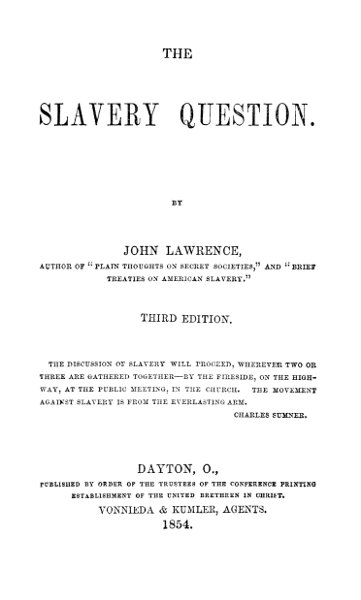 THE
SLAVERY QUESTION.
BY
JOHN LAWRENCE,
AUTHOR OF "PLAIN THOUGHTS ON SECRET SOCIETIES," AND "BRIEF
TREATIES ON AMERICAN SLAVERY."
THIRD EDITION.
THE DISCUSSION OF SLAVERY WILL PROCEED, WHEREVER TWO OR
THREE ARE GATHERED TOGETHER—BY THE FIRESIDE, ON THE HIGH-
WAY, AT THE PUBLIC MEETING, IN THE CHURCH. THE MOVEMENT
AGAINST SLAVERY IS FROM THE EVERLASTING ARM.
CHARLES SUMNER.
DAYTON, O.,
PUBLISHED BY ORDER OF THE TRUSTEES OF THE CONFERENCE PRINTING
ESTABLISHMENT OF THE UNITED BRETHREN IN CHRIST.
VONNIEDA & KUMLER, AGENTS.
1854.